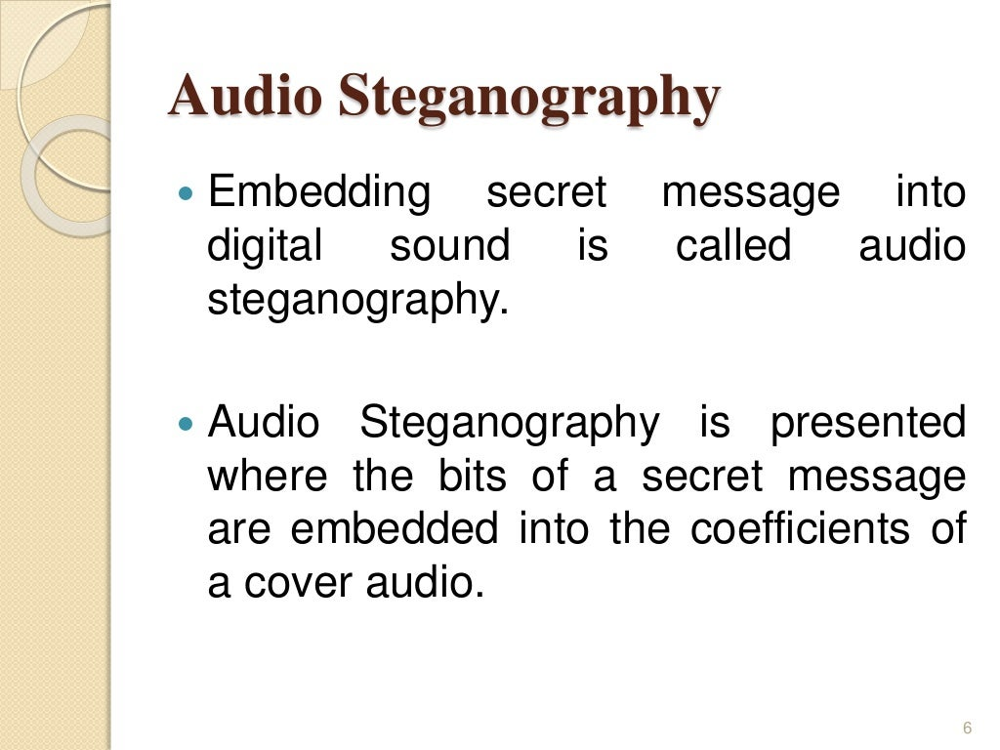 Audio Steganography
• Embedding secret message into
digital sound is called audio
steganography.
• Audio Steganography is presented
where the bits of a secret message
are embedded into the coefficients of
a cover audio.
6